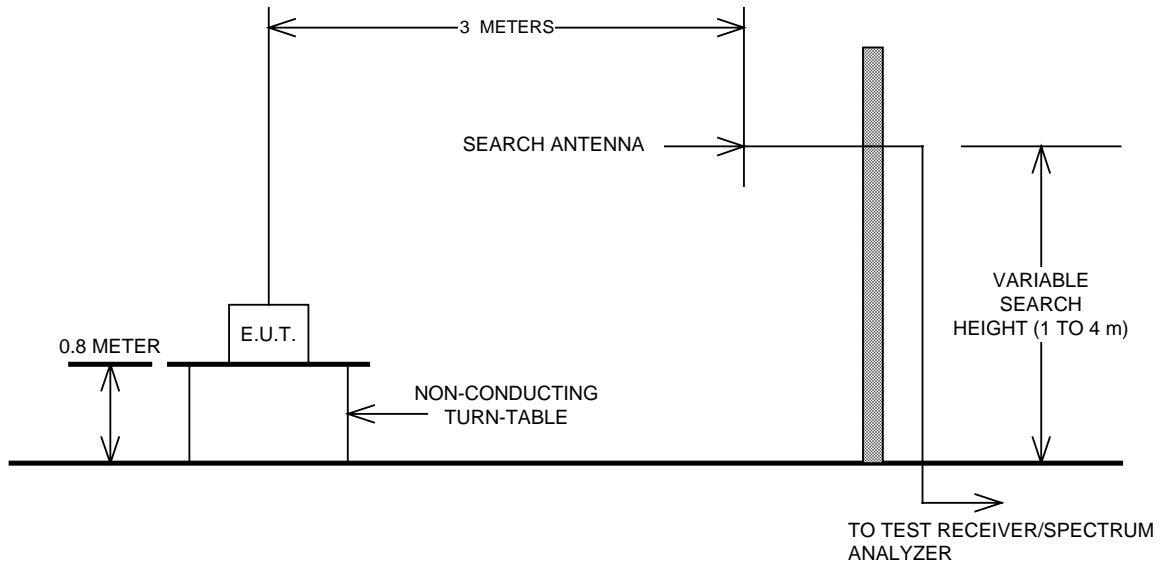 3 METERS
SEARCH ANTENNA
VARIABLE
SEARCH
HEIGHT (1 TO 4 m)
E.U.T.
0.8 METER
NON-CONDUCTING
TURN-TABLE
TO TEST RECEIVER/SPECTRUM
ANALYZER